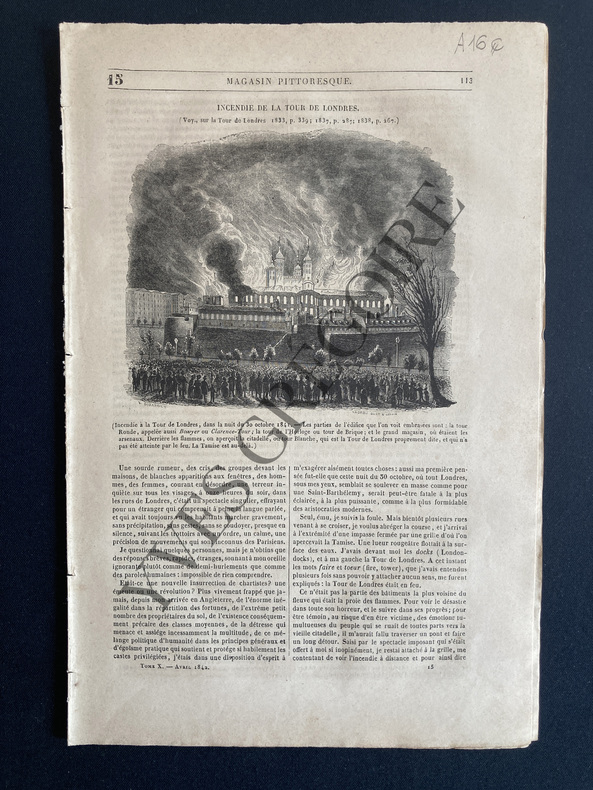 A16€
15
MAGASIN PITTORESQUE.
113
INCENDIE DE LA TOUR DE LONDRES.
(Voy., sur la Tour de Londres 1833, p. 339; 1837, p. 287; 1838, p. 267.)
(Incendie à la Tour de Londres, dans la nuit du 30 octobre 1841. — Les parties de l'édifice que l'on voit embrasées sont: la tour
Ronde, appelée aussi Bowyer ou Clarence-Tour; la tour de l'Horloge ou tour de Brique; et le grand magasin, où étaient les
arsenaux. Derrière les flammes, on aperçoit la citadelle, ou tour Blanche, qui est la Tour de Londres proprement dite, et qui n'a
pas été atteinte par le feu. La Tamise est au-delà.)
Une sourde rumeur, des cris, des groupes devant les
maisons, de blanches apparitions aux fenêtres, des hom-
mes, des femmes, courant en désordre, une terreur in-
quiète sur tous les visages, à onze heures du soir, dans
les rues de Londres, c'était un spectacle singulier, effrayant
pour un étranger qui entendait à peine la langue parlée,
et qui avait toujours vu les habitants marcher gravement,
sans précipitation, sans gestes, sans se coudoyer, presque en
silence, suivant les trottoirs avec un ordre, un calme, une
précision de mouvements qui sont inconnus des Parisiens.
Je questionnai quelques personnes, mais je n'obtins que
des réponses brèves, rapides, étranges, sonnant à mon oreille
ignorante plutôt comme de demi-hurlements que comme
des paroles humaines: impossible de rien comprendre.
Était-ce une nouvelle insurrection de chartistes? une
émeute? une révolution? Plus vivement frappé que ja-
mais, depuis mon arrivée en Angleterre, de l'énorme iné-
galité dans la répartition des fortunes, de l'extrême petit
nombre des propriétaires du sol, de l'existence conséquem-
ment précaire des classes moyennes, de la détresse qui
menace et assiège incessamment la multitude, de ce mé-
lange politique d'humanité dans les principes généraux et
d'égoïsme pratique qui soutient et protège si habilement les
castes privilégiées, j'étais dans une disposition d'esprit à
m'exagérer aisément toutes choses: aussi ma première pen-
sée fut-elle que cette nuit du 30 octobre, où tout Londres,
sous mes yeux, semblait se soulever en masse comme pour
une Saint-Barthélemy, serait peut-être fatale à la plus
éclairée, à la plus puissante, comme à la plus formidable
des aristocraties modernes.
Seul, ému, je suivis la foule. Mais bientôt plusieurs rues
venant à se croiser, je voulus abréger la course, et j'arrivai
à l'extrémité d'une impasse fermée par une grille d'où l'on
apercevait la Tamise. Une lueur rougeâtre flottait à la sur-
face des eaux. J'avais devant moi les docks (London-
docks), et à ma gauche la Tour de Londres. A cet instant
les mots faire et toeur (fire, tower), que j'avais entendus
plusieurs fois sans pouvoir y attacher aucun sens, me furent
expliqués: la Tour de Londres était en feu.
Ce n'était pas la partie des bâtiments la plus voisine du
fleuve qui était la proie des flammes. Pour voir le désastre
dans toute son horreur, et le suivre dans ses progrès; pour
être témoin, au risque d'en être victime, des émotions tu-
multueuses du peuple qui se ruait de toutes parts vers la
vieille citadelle, il m'aurait fallu traverser un pont et faire
un long détour. Saisi par le spectacle imposant qui s'était
offert à moi si inopinément, je restai attaché à la grille, me
contentant de voir l'incendie à distance et pour ainsi dire
TOME X. — AVRIL 1842.
15
YVES GREGOIRE